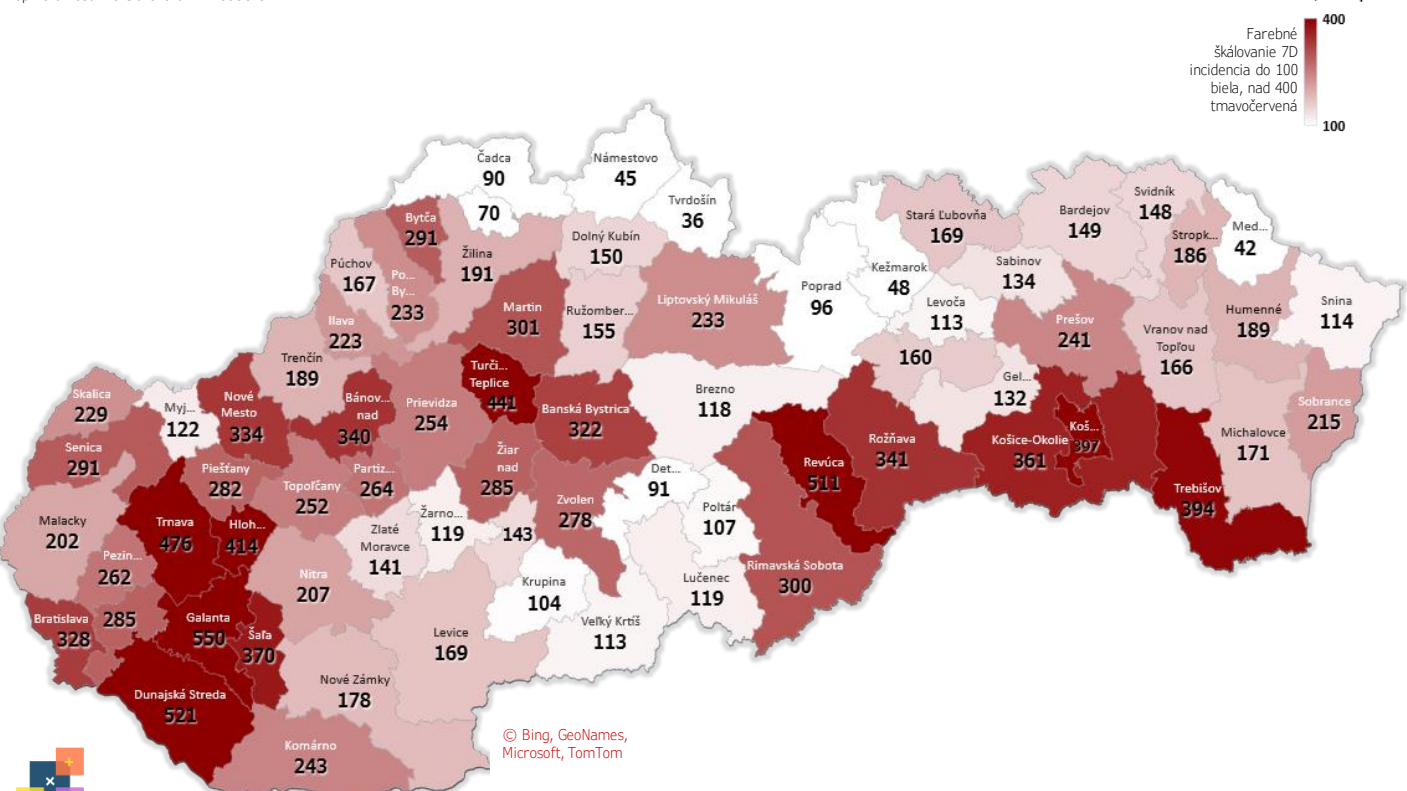 400
Farebné
škálovanie 7D
incidencia do 100
biela, nad 400
tmavočervená
100
Čadca
90
Námestovo
45
70
Tvrdošín
36
Bytča
291
Žilina
191
Dolný Kubín
150
Stará Ľubovňa
169
Bardejov
149
Svidník
148
Stropk...
186
Med...
42
Púchov
167
Po...
By...
233
Ilava
223
Martin
301
Ružomber...
155
Liptovský Mikuláš
233
Poprad
96
Kežmarok
48
Levoča
113
Sabinov
134
Prešov
241
Vranov nad
Topľou
166
Humenné
189
Snina
114
Trenčín
189
Turči...
Teplice
441
160
Gel...
132
Skalica
229
Myj...
122
Nové
Mesto
334
Bánov...
nad
340
Prievidza
254
Banská Bystrica
322
Brezno
118
Rožňava
341
Košice-Okolie
361
Koš...
397
Michalovce
171
Sobrance
215
Senica
291
Piešťany
282
Topoľčany
252
Partiz...
264
Žiar
nad
285
Zvolen
278
Det...
91
Poltár
107
Revúca
511
Trebišov
394
Malacky
202
Trnava
476
Hloh...
414
Zlaté
Moravce
141
Žarno...
119
143
Pezin...
262
Nitra
207
Krupina
104
Lučenec
119
Rimavská Sobota
300
Bratislava
328
285
Galanta
550
Šaľa
370
Levice
169
Veľký Krtíš
113
Dunajská Streda
521
Nové Zámky
178
Komárno
243
© Bing, GeoNames,
Microsoft, TomTom